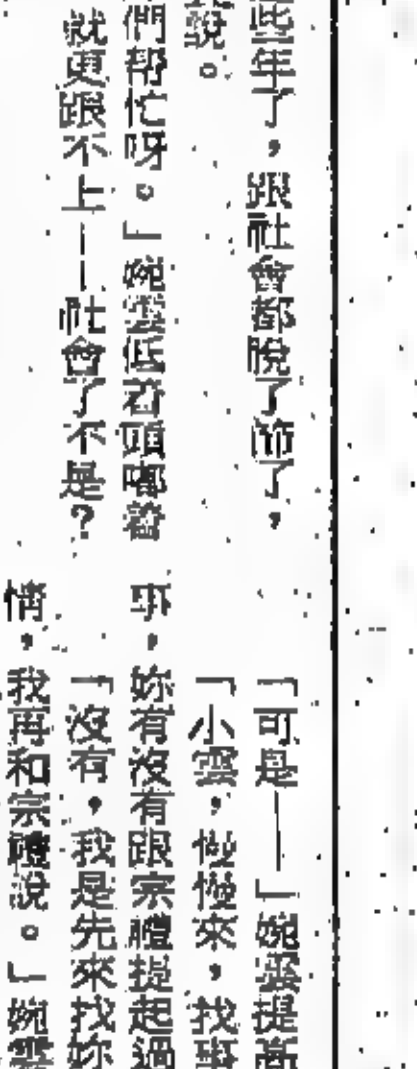 些年了，跟社會都脫了節了，
說。
們幫忙呀。」婉雲低著頭嘟著
就更跟不上——社會了不是？
「可是——」婉雲提高
「小雲，慢慢來，找事
事，妳有沒有跟宗禮提起過
「沒有，我是先來找妳
情，我再和宗禮說。」婉雲